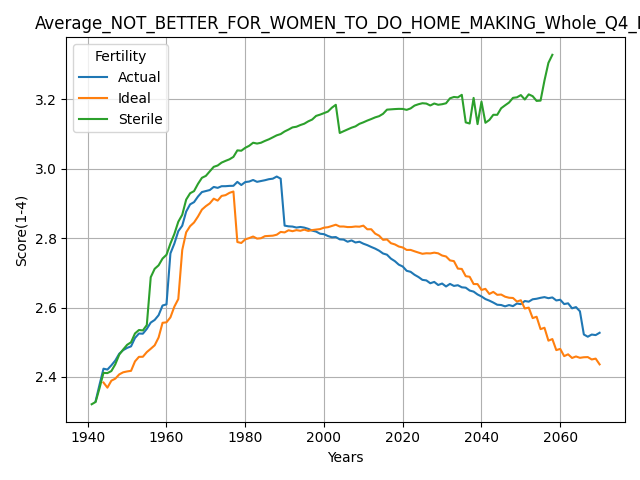 Average_NOT_BETTER_FOR_WOMEN_TO_DO_HOME_MAKING_Whole_Q4_
Fertility
Actual
Ideal
Sterile
Score(1-4)
3.2
3.0
2.8
2.6
2.4
1940 1960 1980 2000 2020 2040 2060
Years